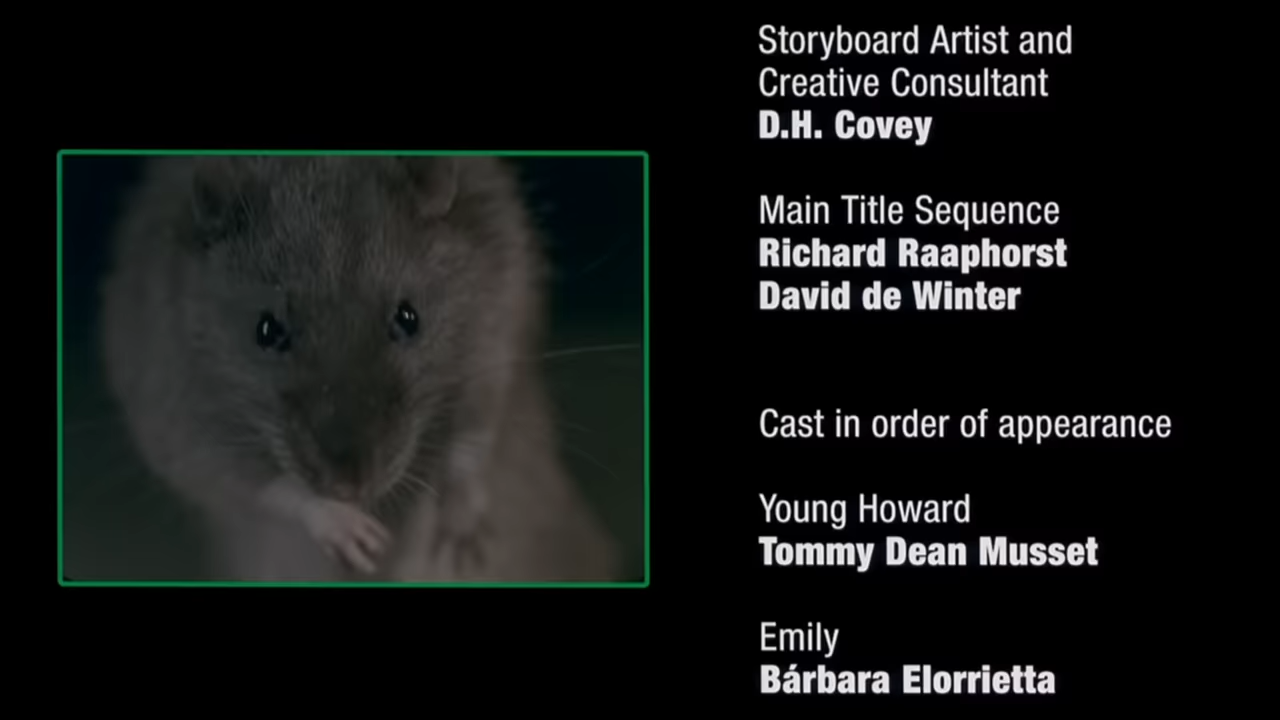 Storyboard Artist and
Creative Consultant
D.H. Covey
Main Title Sequence
Richard Raaphorst
David de Winter
Cast in order of appearance
Young Howard
Tommy Dean Musset
Emily
Bárbara Elorrietta